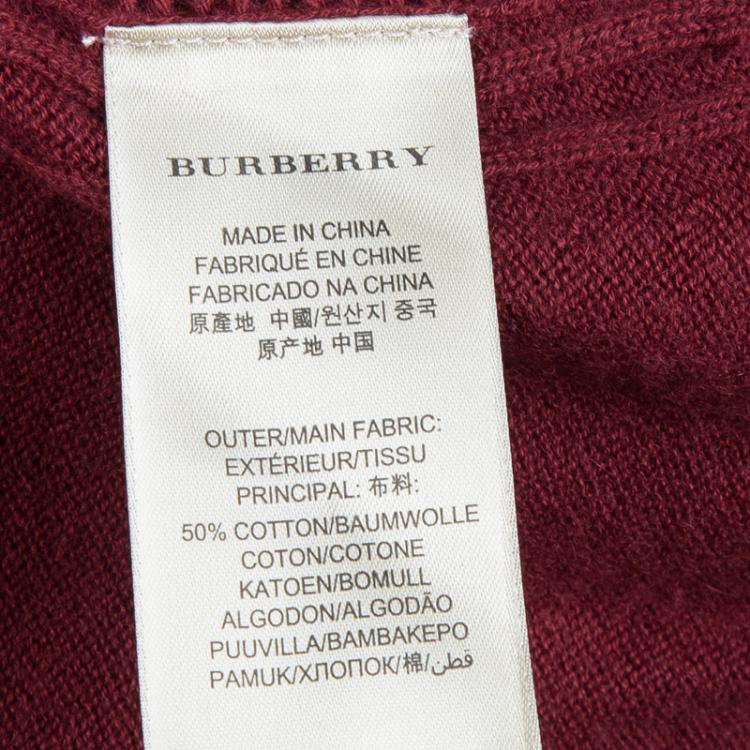 BURBERRY
MADE IN CHINA
FABRIQUÉ EN CHINE
FABRICADO NA CHINA
原產地 中國/원산지 중국
原产地 中国
OUTER/MAIN FABRIC:
EXTÉRIEUR/TISSU
PRINCIPAL: 布料:
50% COTTON/BAUMWOLLE
COTON/COTONE
KATOEN/BOMULL
ALGODON/ALGODÃO
PUUVILLA/BAMBAKEPO
PAMUK/ХЛОПОК/棉/قطن